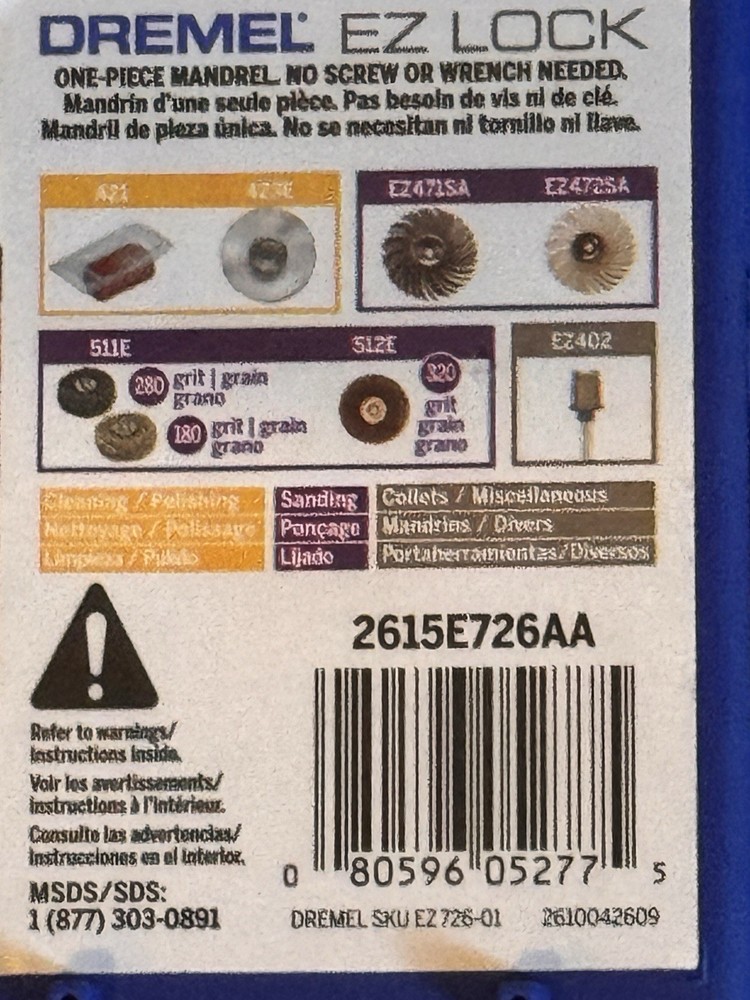 DREMEL® EZ LOCK
ONE-PIECE MANDREL. NO SCREW OR WRENCH NEEDED.
Mandrin d'une seule pièce. Pas besoin de vis ni de clé.
Mandril de pieza única. No se necesitan ni tornillo ni llave.
421 423E
EZ471SA EZ472SA
511E 512E
EZ402
280 grit | grain
grano
180 grit | grain
grano
320
grit
grain
grano
Cleaning / Polishing
Nettoyage / Polissage
Limpieza / Pulido
Sanding
Ponçage
Lijado
Collets / Miscellaneous
Mandrins / Divers
Portaherramientas/Diversos
Refer to warnings/
instructions inside.
Voir les avertissements/
instructions à l'intérieur.
Consulte las advertencias/
instrucciones en el interior.
MSDS/SDS:
1 (877) 303-0891
2615E726AA
0 80596 05277 5
DREMEL SKU EZ726-01 2610042609